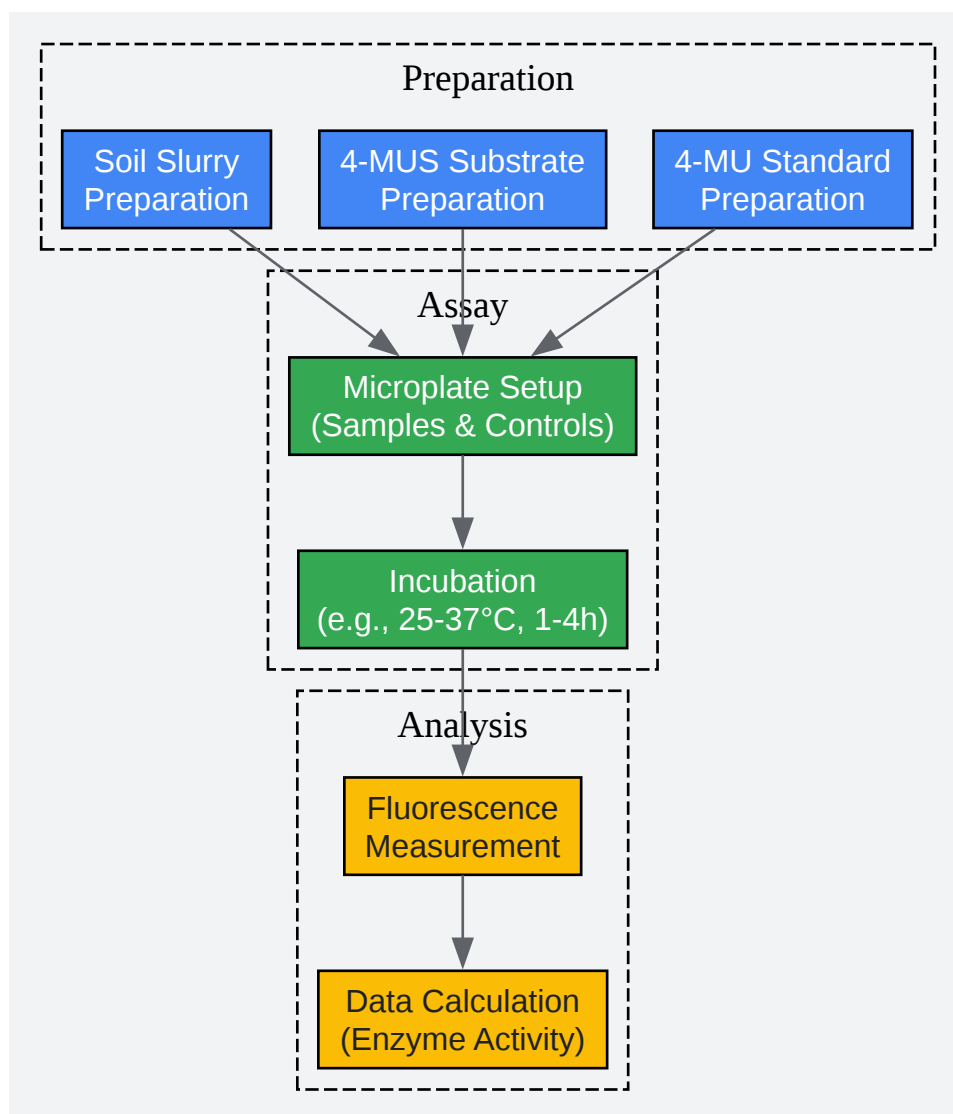 Preparation
Soil Slurry
Preparation
4-MUS Substrate
Preparation
4-MU Standard
Preparation
Assay
Microplate Setup
(Samples & Controls)
Incubation
(e.g., 25-37°C, 1-4h)
Analysis
Fluorescence
Measurement
Data Calculation
(Enzyme Activity)